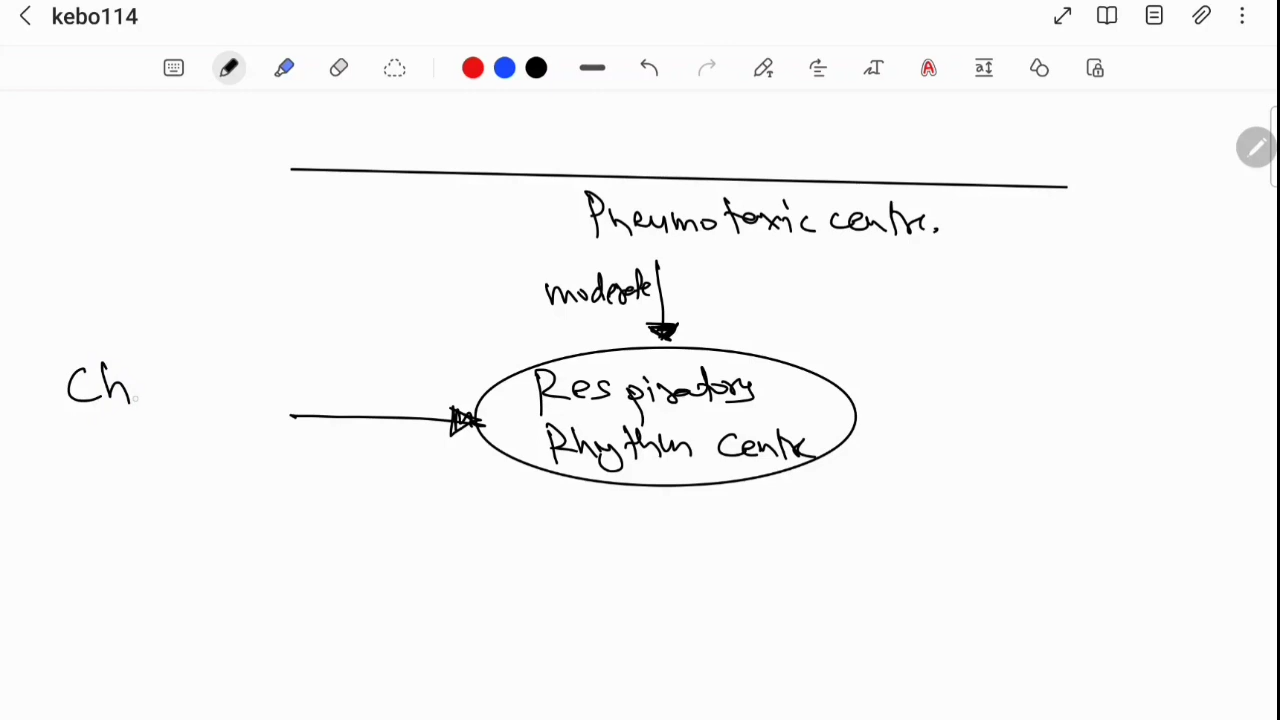 kebo114
Pneumotoxic centre.
moderate
Ch
Respiratory
Rhythm Centre